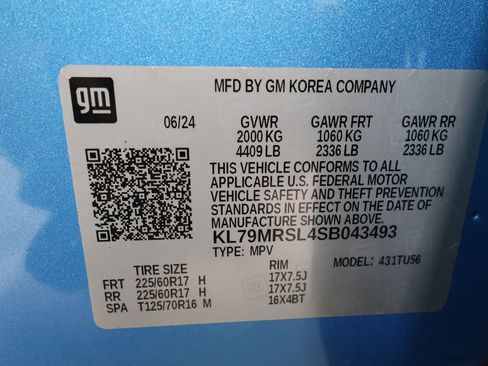 gm
MFD BY GM KOREA COMPANY
06/24 GVWR GAWR FRT GAWR RR
2000 KG 1060 KG 1060 KG
4409 LB 2336 LB 2336 LB
THIS VEHICLE CONFORMS TO ALL
APPLICABLE U.S. FEDERAL MOTOR
VEHICLE SAFETY AND THEFT PREVENTION
STANDARDS IN EFFECT ON THE DATE OF
MANUFACTURE SHOWN ABOVE.
KL79MRSL4SB043493
TYPE: MPV MODEL: 431TU56
TIRE SIZE RIM
FRT 225/60R17 H 17X7.5J
RR 225/60R17 H 17X7.5J
SPA T125/70R16 M 16X4BT